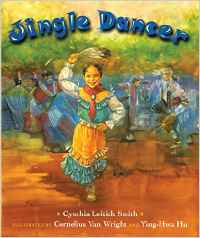 Jingle Dancer
Cynthia Leitich Smith
ILLUSTRATED BY Cornelius Van Wright AND Ying-Hwa Hu